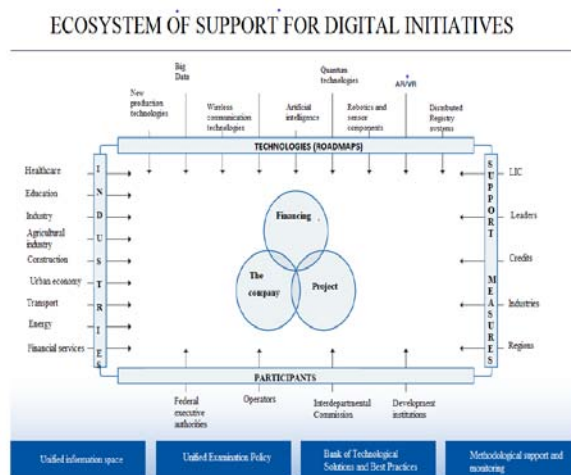 ECOSYSTEM OF SUPPORT FOR DIGITAL INITIATIVES
Big
Data
Quantum
technologies
AR/VR
New
production
technologies
Wireless
communication
technologies
Artificial
intelligence
Robotics and
sensor
components
Distributed
Registry
systems
TECHNOLOGIES (ROADMAPS)
INDUSTRIES
Healthcare
Education
Industry
Agricultural
industry
Construction
Urban economy
Transport
Energy
Financial services
Financing
The
company
Project
SUPPORT MEASURES
LIC
Leaders
Credits
Industries
Regions
PARTICIPANTS
Federal
executive
authorities
Operators
Interdepartmental
Commission
Development
institutions
Unified information space
Unified Examination Policy
Bank of Technological
Solutions and Best Practices
Methodological support and
monitoring